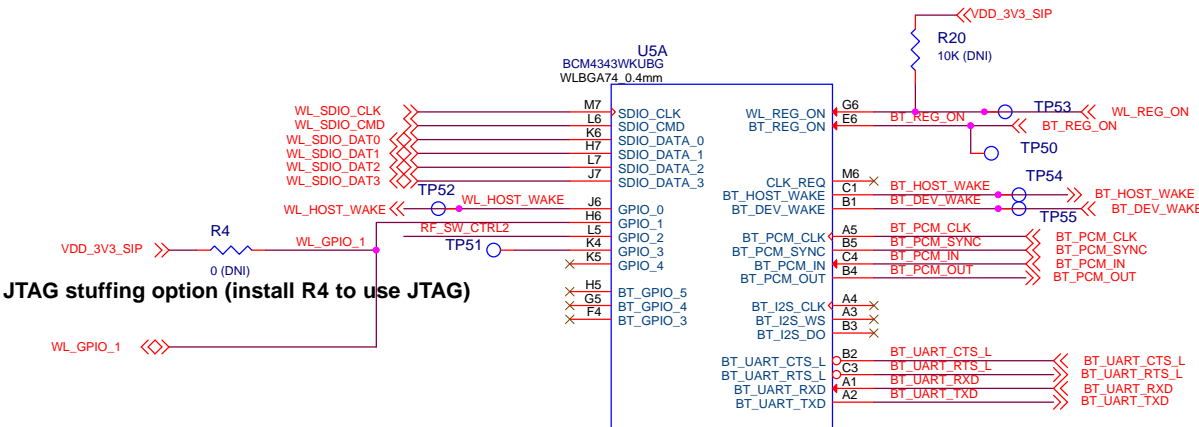 VDD_3V3_SIP
R20
10K (DNI)
U5A
BCM4343WKUBG
WLBGA74_0.4mm
WL_SDIO_CLK M7 SDIO_CLK WL_REG_ON G6 TP53 WL_REG_ON
WL_SDIO_CMD L6 SDIO_CMD BT_REG_ON E6 BT_REG_ON BT_REG_ON
WL_SDIO_DAT0 K6 SDIO_DATA_0
WL_SDIO_DAT1 H7 SDIO_DATA_1 TP50
WL_SDIO_DAT2 L7 SDIO_DATA_2
WL_SDIO_DAT3 J7 SDIO_DATA_3 CLK_REQ M6 TP54
TP52 BT_HOST_WAKE C1 BT_HOST_WAKE BT_HOST_WAKE
WL_HOST_WAKE WL_HOST_WAKE J6 GPIO_0 BT_DEV_WAKE B1 BT_DEV_WAKE BT_DEV_WAKE
H6 GPIO_1 TP55
R4 RF_SW_CTRL2 L5 GPIO_2 BT_PCM_CLK A5 BT_PCM_CLK BT_PCM_CLK
VDD_3V3_SIP WL_GPIO_1 TP51 K4 GPIO_3 BT_PCM_SYNC B5 BT_PCM_SYNC BT_PCM_SYNC
0 (DNI) K5 GPIO_4 BT_PCM_IN C4 BT_PCM_IN BT_PCM_IN
BT_PCM_OUT B4 BT_PCM_OUT BT_PCM_OUT
JTAG stuffing option (install R4 to use JTAG)
H5 BT_GPIO_5
G5 BT_GPIO_4 BT_I2S_CLK A4
F4 BT_GPIO_3 BT_I2S_WS A3
BT_I2S_DO B3
WL_GPIO_1
BT_UART_CTS_L B2 BT_UART_CTS_L BT_UART_CTS_L
BT_UART_RTS_L C3 BT_UART_RTS_L BT_UART_RTS_L
BT_UART_RXD A1 BT_UART_RXD BT_UART_RXD
BT_UART_TXD A2 BT_UART_TXD BT_UART_TXD